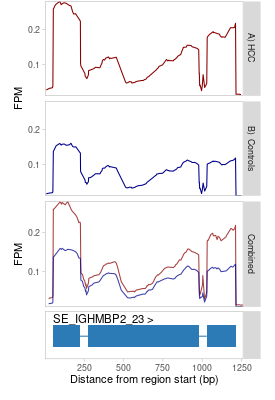 A) HCC
0.2
0.1
FPM
B) Controls
0.2
0.1
Combined
0.2
0.1
FPM
SE_IGHMBP2_23 >
250 500 750 1000 1250
Distance from region start (bp)